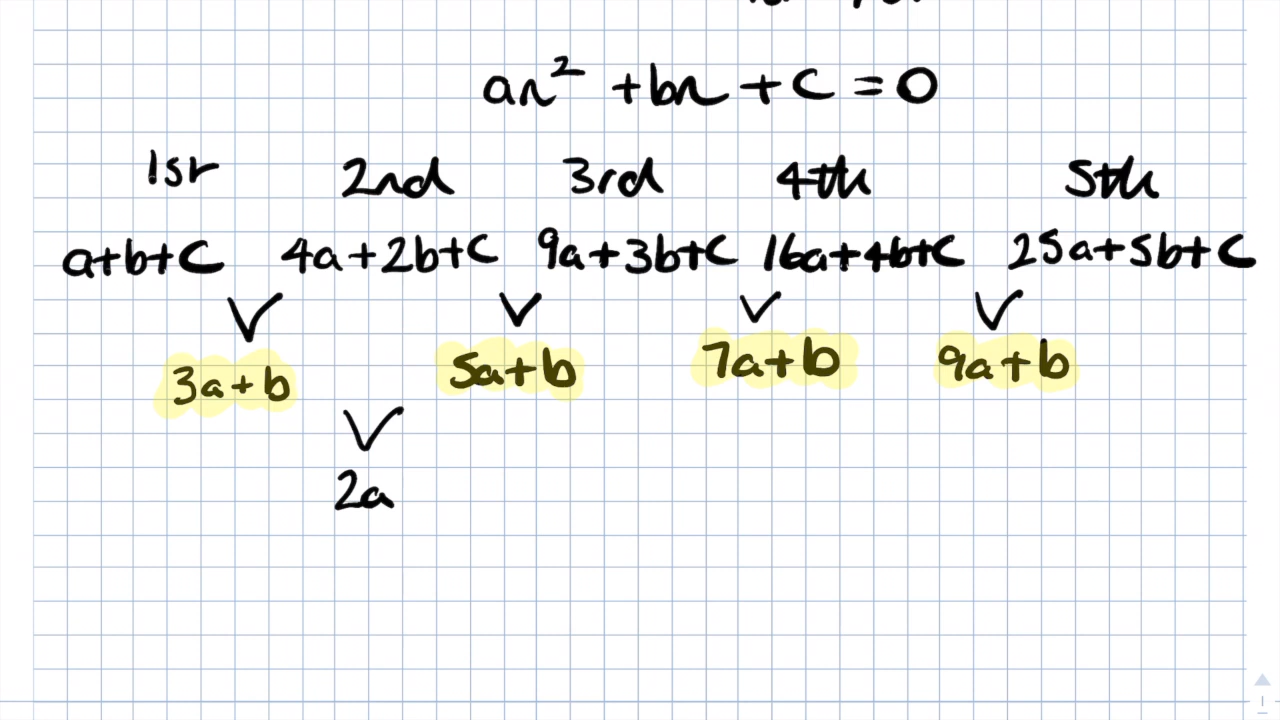 an² + bn + c = 0
1st 2nd 3rd 4th 5th
a+b+c 4a+2b+c 9a+3b+c 16a+4b+c 25a+5b+c
3a+b 5a+b 7a+b 9a+b
2a